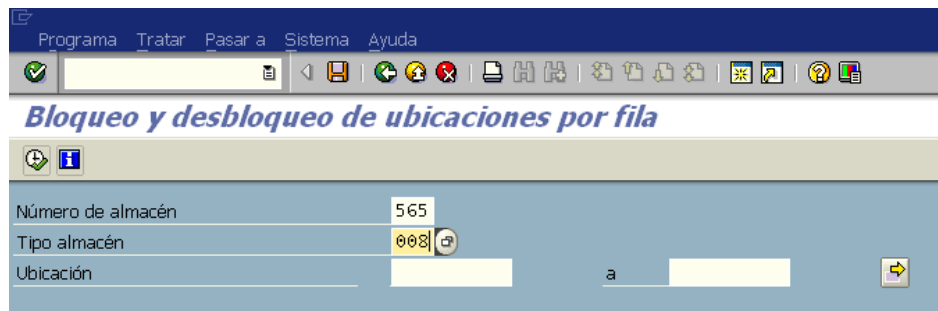 Programa Tratar Pasar a Sistema Ayuda
Bloqueo y desbloqueo de ubicaciones por fila
Número de almacén 565
Tipo almacén 008
Ubicación a